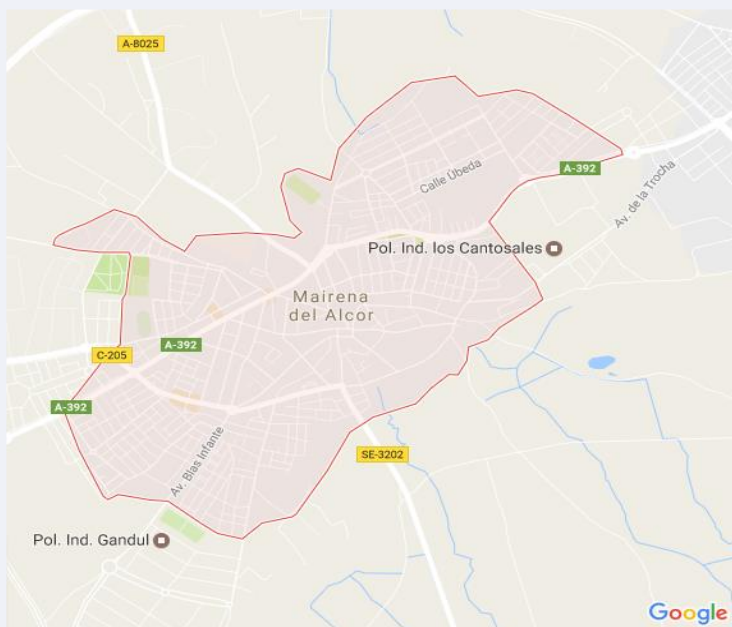 A-8025
Calle Úbeda
A-392
Av. de la Trocha
Pol. Ind. los Cantosales
Mairena
del Alcor
A-392
C-205
A-392
Av. Blas Infante
SE-3202
Pol. Ind. Gandul
Google